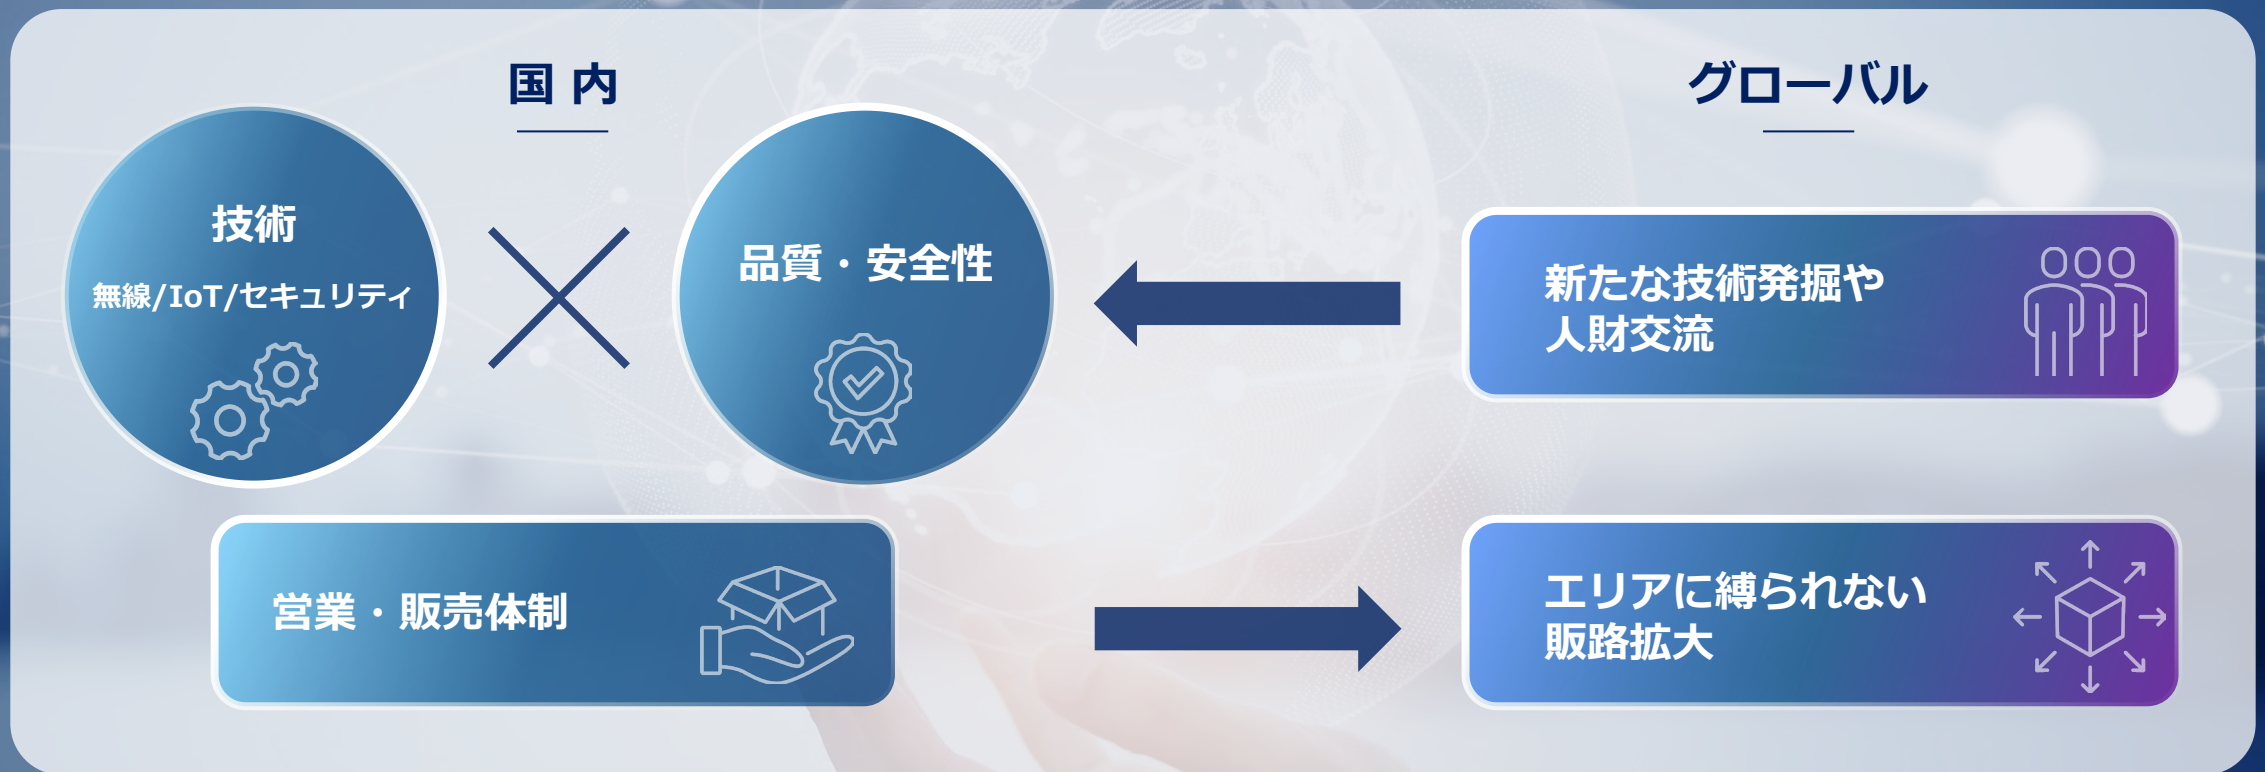 国 内
グローバル
技術
無線/IoT/セキュリティ
品質・安全性
新たな技術発掘や
人財交流
営業・販売体制
エリアに縛られない
販路拡大